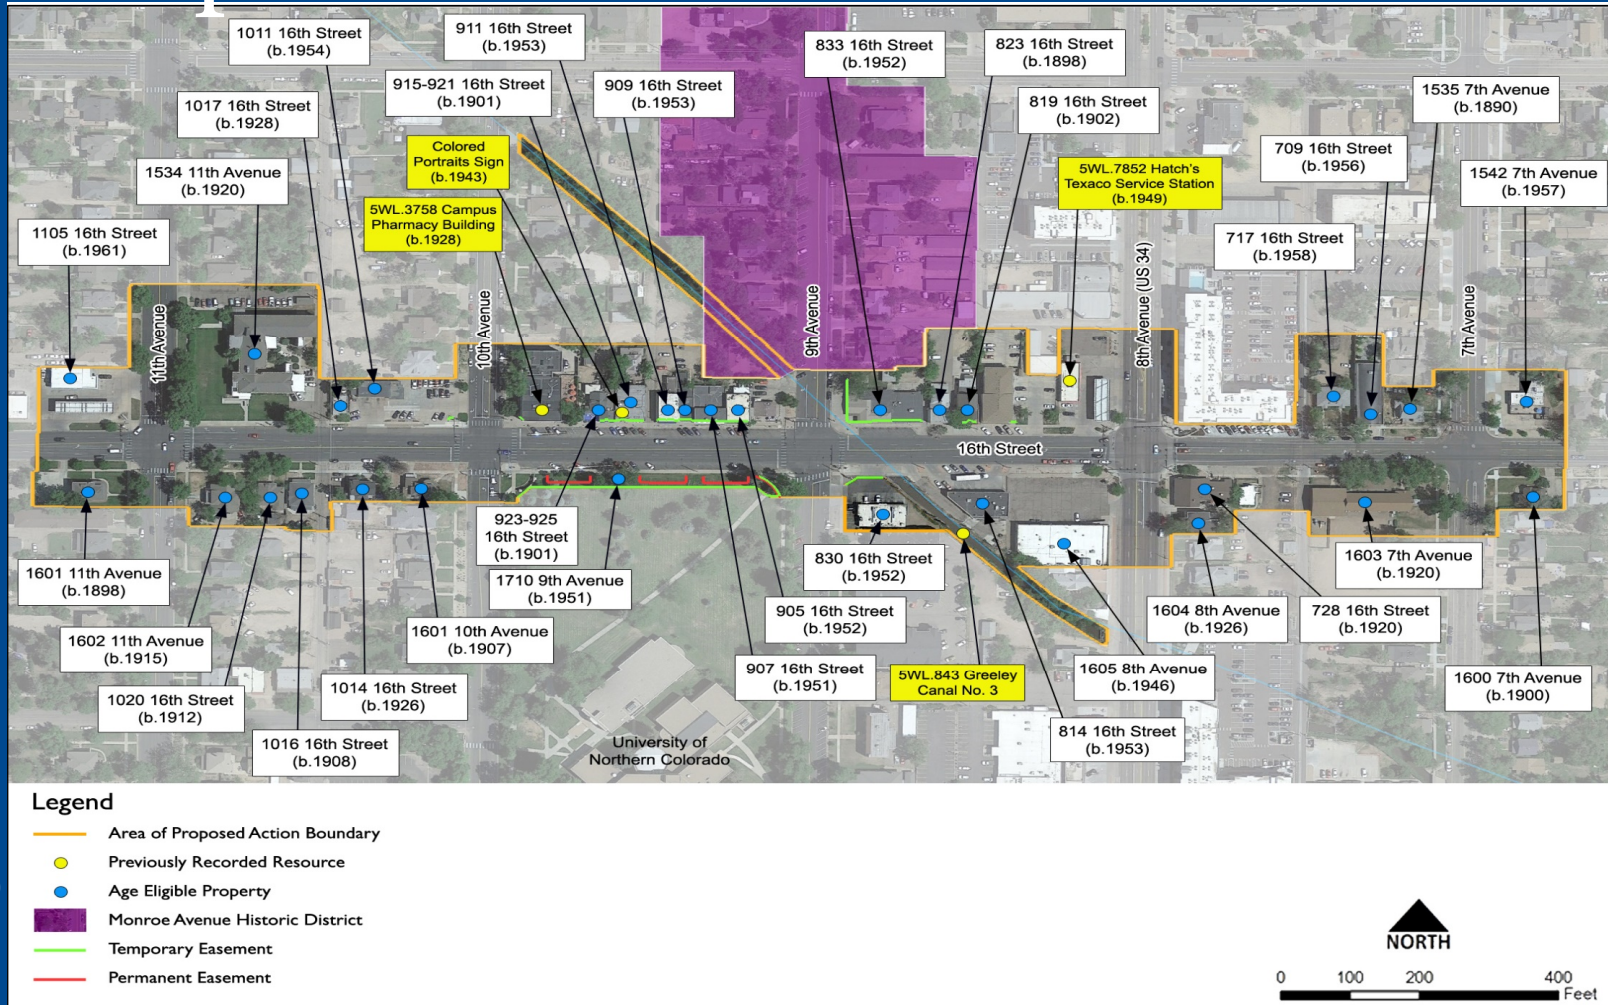 1011 16th Street
(b.1954)
911 16th Street
(b.1953)
833 16th Street
(b.1952)
823 16th Street
(b.1898)
1017 16th Street
(b.1928)
915-921 16th Street
(b.1901)
909 16th Street
(b.1953)
819 16th Street
(b.1902)
1535 7th Avenue
(b.1890)
1534 11th Avenue
(b.1920)
Colored
Portraits Sign
(b.1943)
5WL.7852 Hatch's
Texaco Service Station
(b.1949)
709 16th Street
(b.1956)
1542 7th Avenue
(b.1957)
1105 16th Street
(b.1961)
5WL.3758 Campus
Pharmacy Building
(b.1928)
717 16th Street
(b.1958)
11th Avenue
10th Avenue
9th Avenue
8th Avenue (US 34)
7th Avenue
16th Street
1601 11th Avenue
(b.1898)
1602 11th Avenue
(b.1915)
1020 16th Street
(b.1912)
1016 16th Street
(b.1908)
1014 16th Street
(b.1926)
1601 10th Avenue
(b.1907)
923-925
16th Street
(b.1901)
1710 9th Avenue
(b.1951)
907 16th Street
(b.1951)
905 16th Street
(b.1952)
830 16th Street
(b.1952)
5WL.843 Greeley
Canal No. 3
814 16th Street
(b.1953)
1605 8th Avenue
(b.1946)
1604 8th Avenue
(b.1926)
728 16th Street
(b.1920)
1603 7th Avenue
(b.1920)
1600 7th Avenue
(b.1900)
University of
Northern Colorado
Legend
Area of Proposed Action Boundary
Previously Recorded Resource
Age Eligible Property
Monroe Avenue Historic District
Temporary Easement
Permanent Easement
NORTH
0 100 200 400
Feet